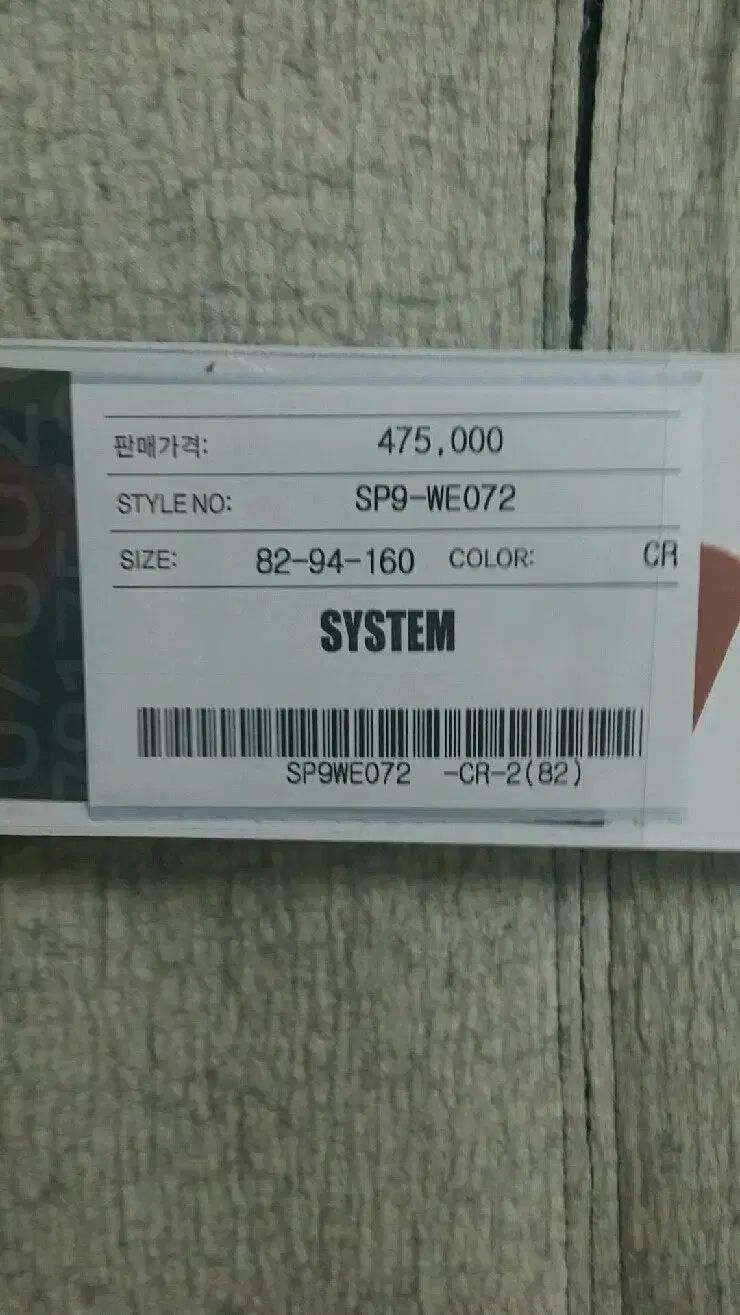 판매가격: 475,000
STYLE NO: SP9-WE072
SIZE: 82-94-160 COLOR: CR
SYSTEM
SP9WE072 -CR-2(82)